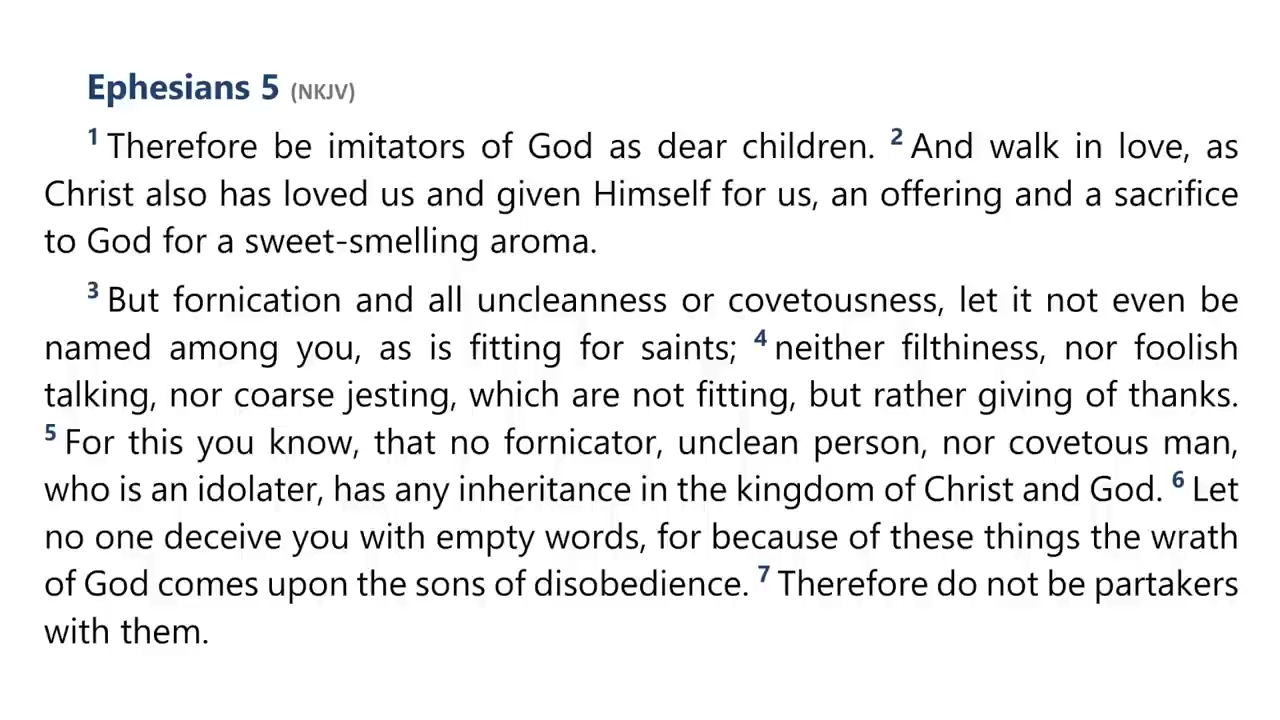 Ephesians 5 (NKJV)
1 Therefore be imitators of God as dear children. 2 And walk in love, as
Christ also has loved us and given Himself for us, an offering and a sacrifice
to God for a sweet-smelling aroma.
3 But fornication and all uncleanness or covetousness, let it not even be
named among you, as is fitting for saints; 4 neither filthiness, nor foolish
talking, nor coarse jesting, which are not fitting, but rather giving of thanks.
5 For this you know, that no fornicator, unclean person, nor covetous man,
who is an idolater, has any inheritance in the kingdom of Christ and God. 6 Let
no one deceive you with empty words, for because of these things the wrath
of God comes upon the sons of disobedience. 7 Therefore do not be partakers
with them.